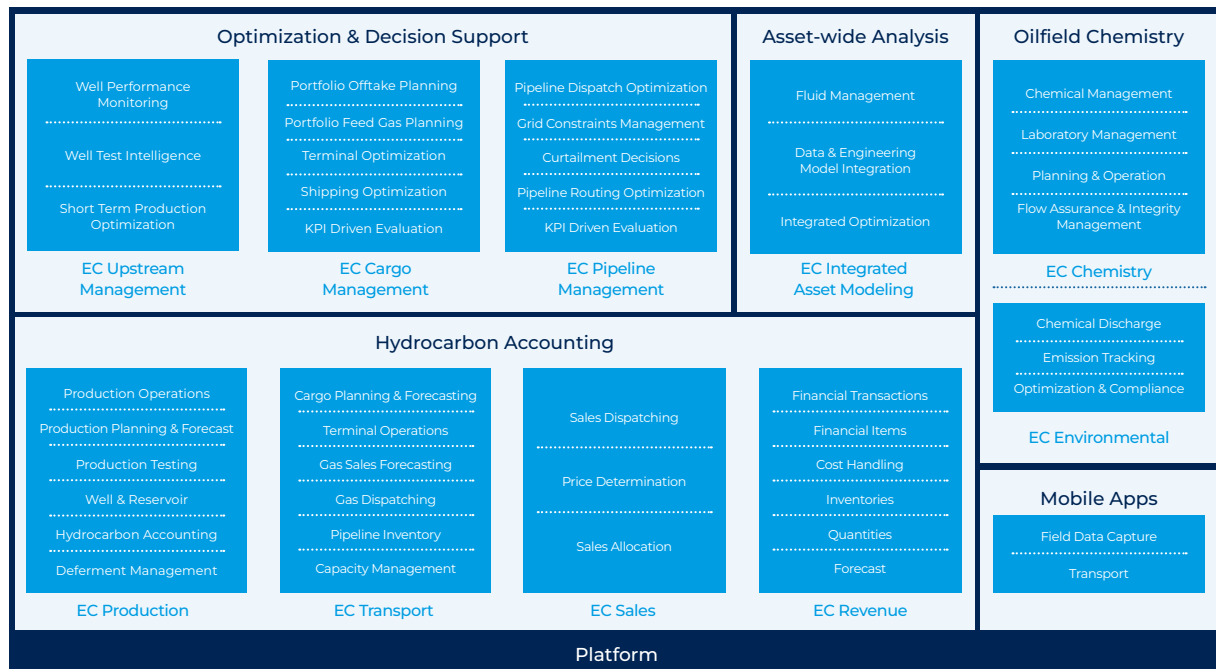 Optimization & Decision Support
Well Performance
Monitoring
Well Test Intelligence
Short Term Production
Optimization
EC Upstream
Management
Portfolio Offtake Planning
Portfolio Feed Gas Planning
Terminal Optimization
Shipping Optimization
KPI Driven Evaluation
EC Cargo
Management
Pipeline Dispatch Optimization
Grid Constraints Management
Curtailment Decisions
Pipeline Routing Optimization
KPI Driven Evaluation
EC Pipeline
Management
Asset-wide Analysis
Fluid Management
Data & Engineering
Model Integration
Integrated Optimization
EC Integrated
Asset Modeling
Oilfield Chemistry
Chemical Management
Laboratory Management
Planning & Operation
Flow Assurance & Integrity
Management
EC Chemistry
Chemical Discharge
Emission Tracking
Optimization & Compliance
EC Environmental
Hydrocarbon Accounting
Production Operations
Production Planning & Forecast
Production Testing
Well & Reservoir
Hydrocarbon Accounting
Deferment Management
EC Production
Cargo Planning & Forecasting
Terminal Operations
Gas Sales Forecasting
Gas Dispatching
Pipeline Inventory
Capacity Management
EC Transport
Sales Dispatching
Price Determination
Sales Allocation
EC Sales
Financial Transactions
Financial Items
Cost Handling
Inventories
Quantities
Forecast
EC Revenue
Mobile Apps
Field Data Capture
Transport
Platform